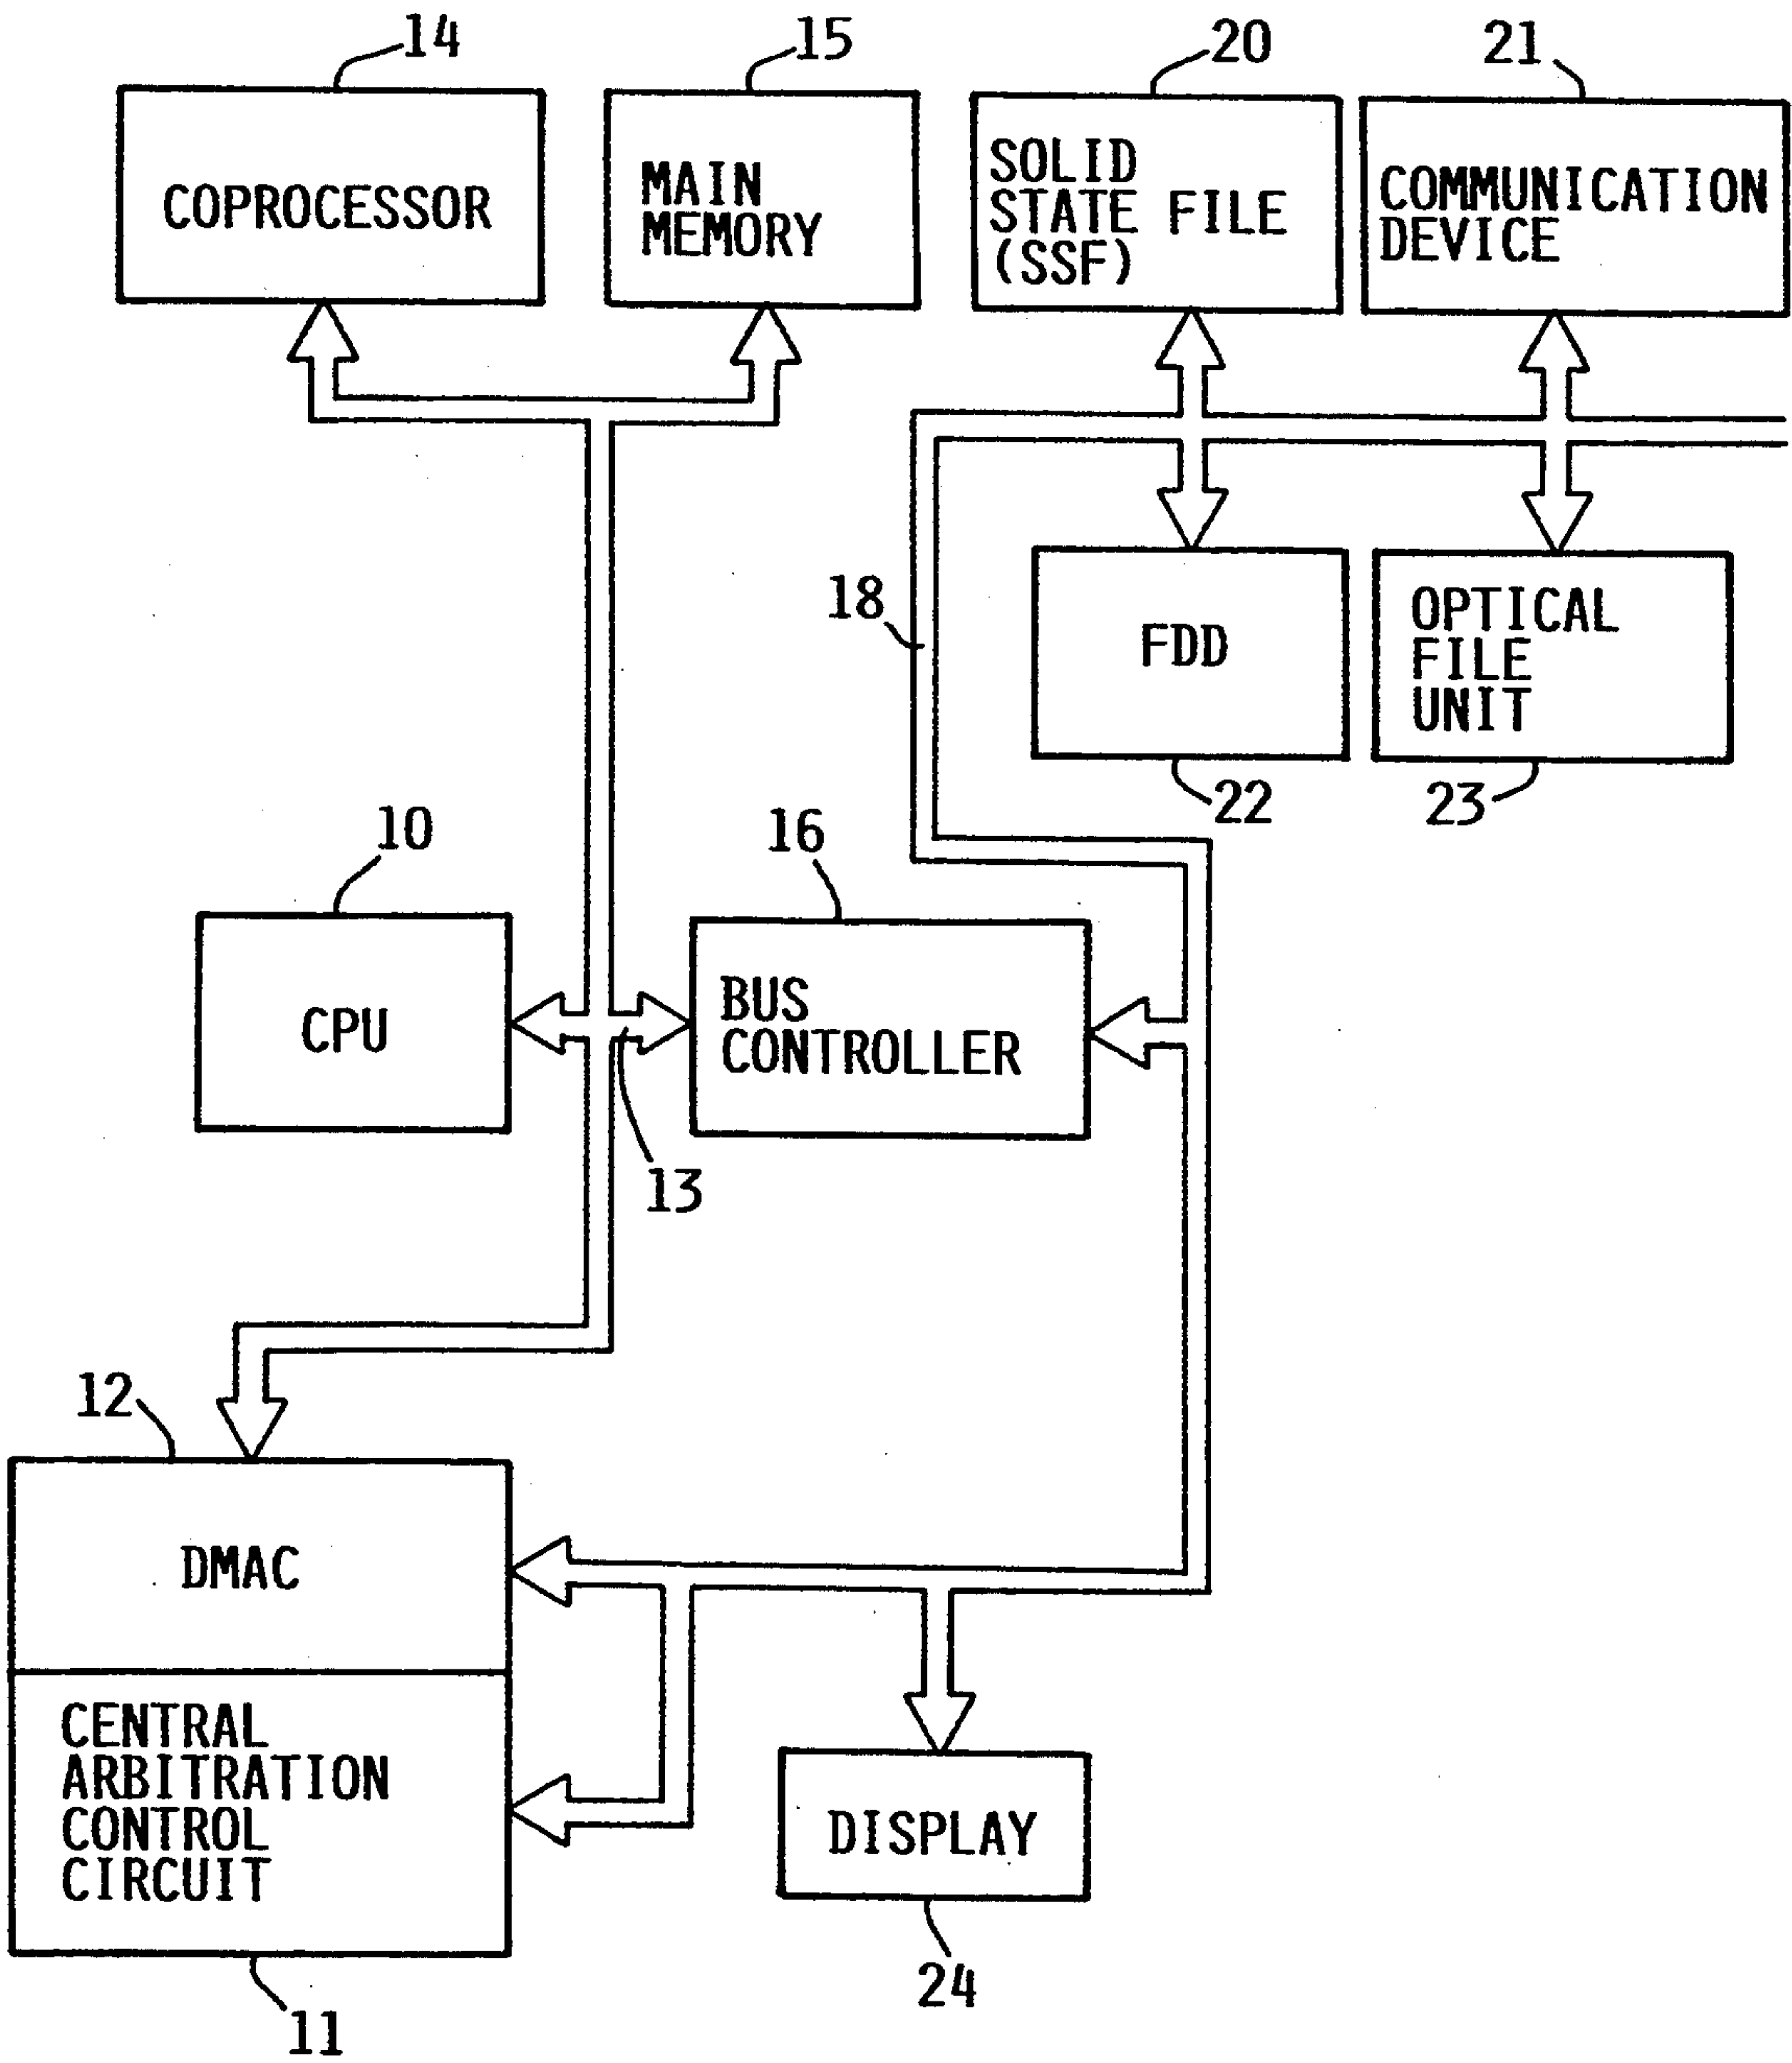 14
15
20
21
COPROCESSOR
MAIN
MEMORY
SOLID
STATE FILE
(SSF)
COMMUNICATION
DEVICE
18
FDD
OPTICAL
FILE
UNIT
22
23
10
16
CPU
BUS
CONTROLLER
13
12
DMAC
CENTRAL
ARBITRATION
CONTROL
CIRCUIT
DISPLAY
24
11